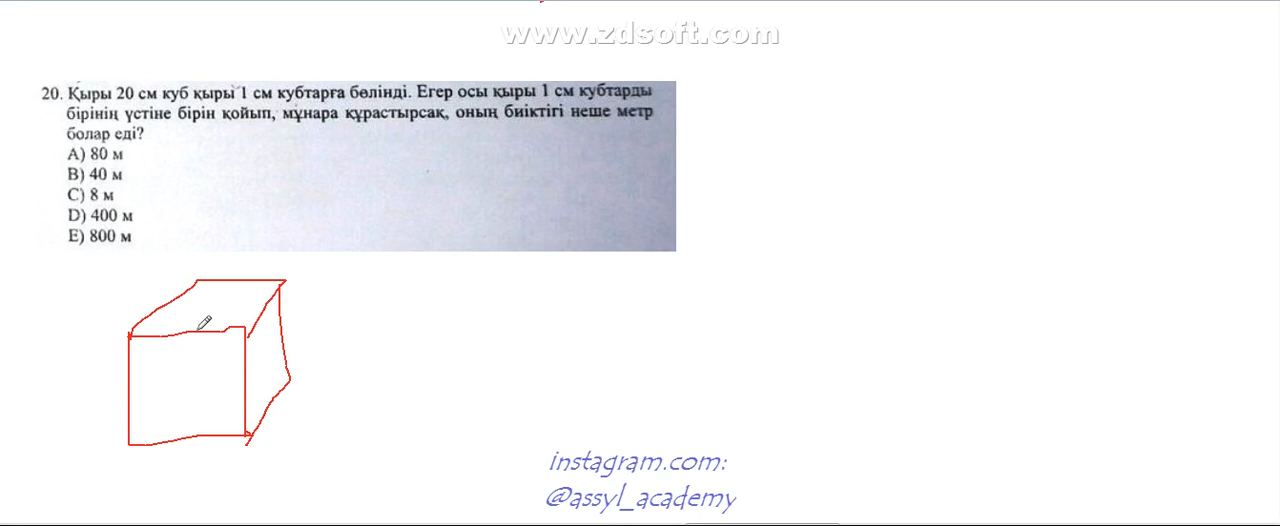 www.zdsoft.com
20. Қыры 20 см куб қыры 1 см кубтарға бөлінді. Егер осы қыры 1 см кубтарды
бірінің үстіне бірін қойып, мұнара құрастырсақ, оның биіктігі неше метр
болар еді?
A) 80 м
B) 40 м
C) 8 м
D) 400 м
E) 800 м
instagram.com:
@assyl_academy